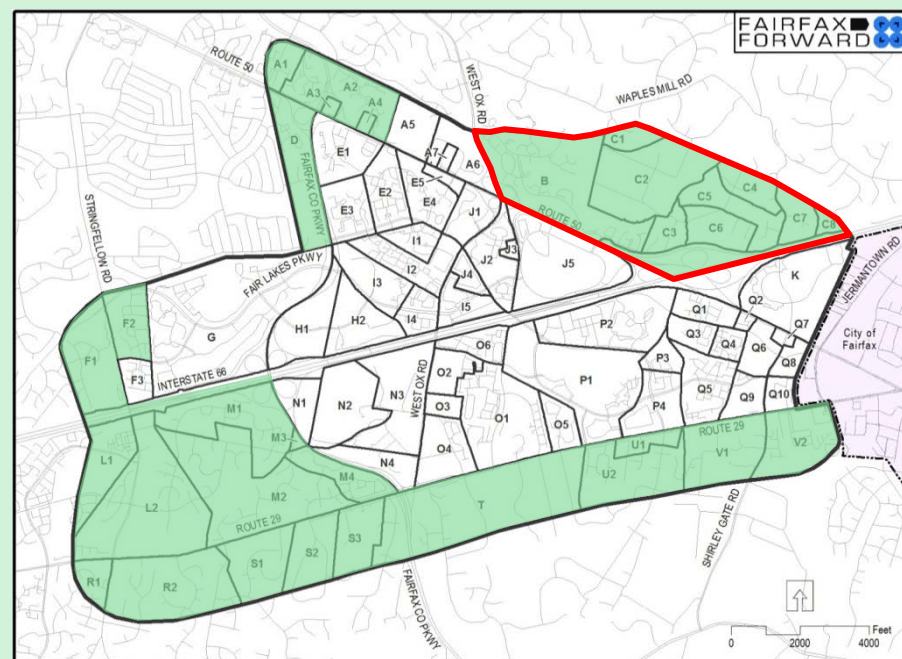 FAIRFAX
FORWARD
ROUTE 50
WEST OX RD
WAPLES MILL RD
A1
A2
A3
A4
A5
A7
A6
C1
D
FAIRFAX CO PKWY
E1
E5
E2
E4
E3
B
C2
C4
C5
J1
ROUTE 50
C3
C6
C7
C8
STRINGFELLOW RD
I1
J2
J3
J5
JERMANTOWN RD
FAIR LAKES PKWY
I2
I3
J4
K
F2
G
H1
H2
I4
I5
Q1
Q2
City of
Fairfax
F1
F3
INTERSTATE 66
WEST OX RD
O6
P2
Q3
Q4
Q6
Q7
Q8
O2
P3
P1
Q5
M1
N1
N2
N3
O3
O1
P4
Q9
Q10
M3
O5
ROUTE 29
L1
L2
M4
N4
O4
U1
V1
V2
M2
U2
ROUTE 29
T
SHIRLEY GATE RD
S3
S2
S1
R1
R2
FAIRFAX CO PKWY
Feet
0 2000 4000